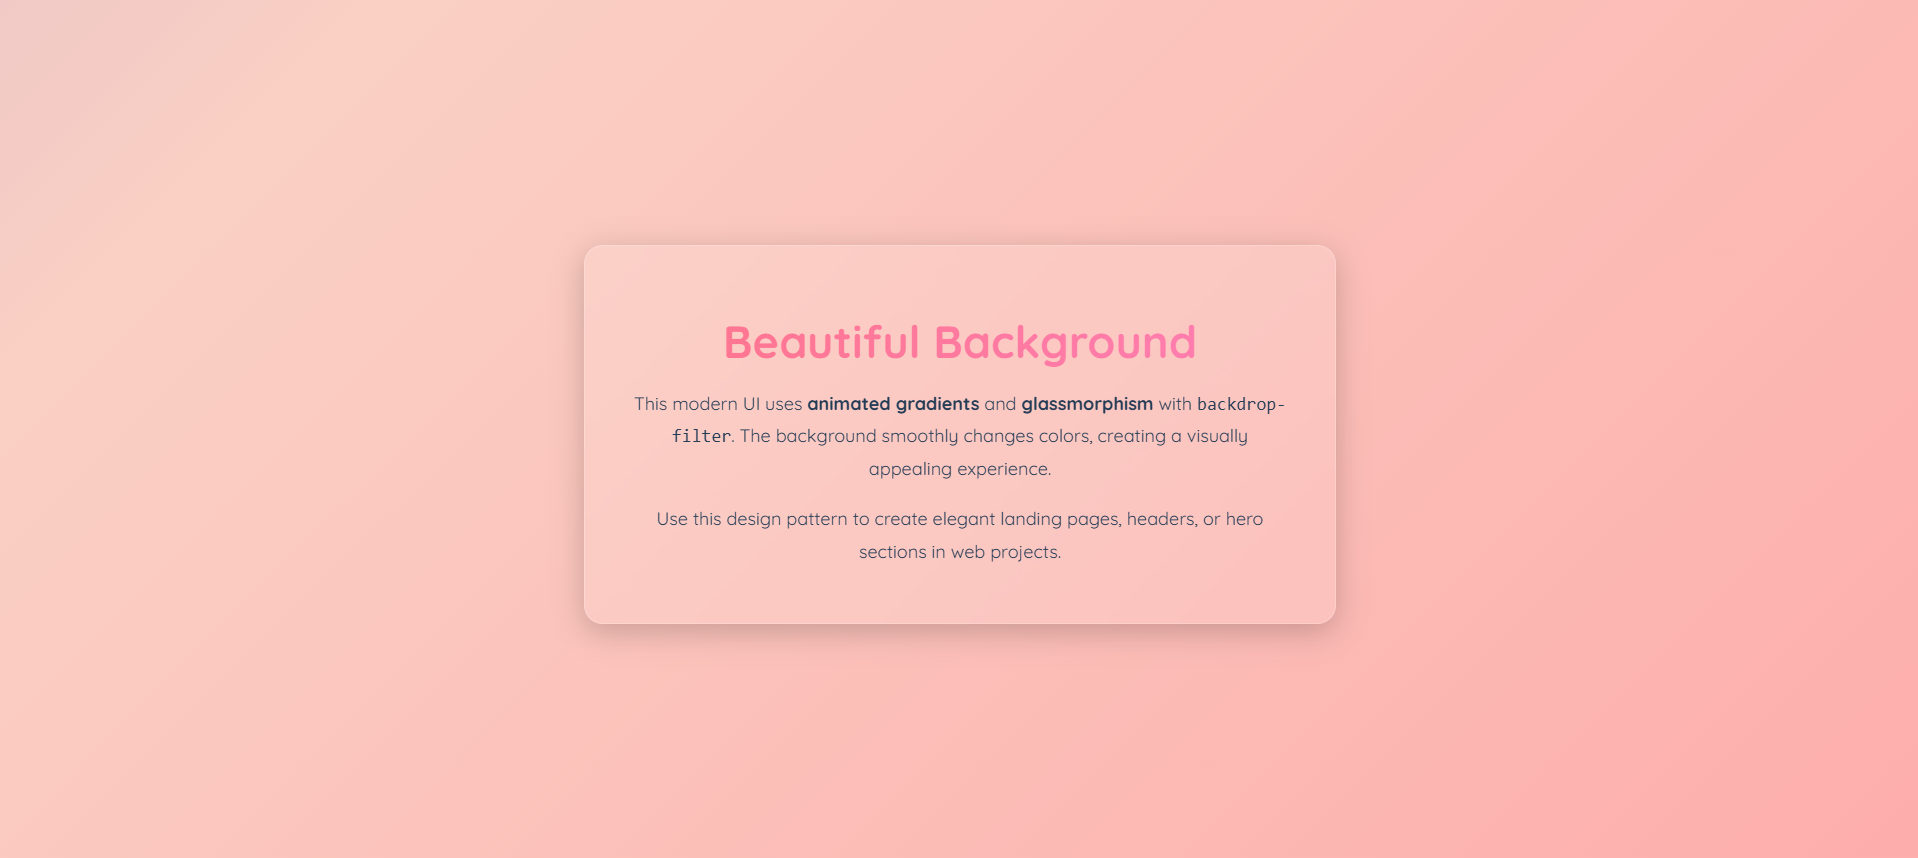 Beautiful Background
This modern UI uses animated gradients and glassmorphism with backdrop-
filter. The background smoothly changes colors, creating a visually
appealing experience.
Use this design pattern to create elegant landing pages, headers, or hero
sections in web projects.